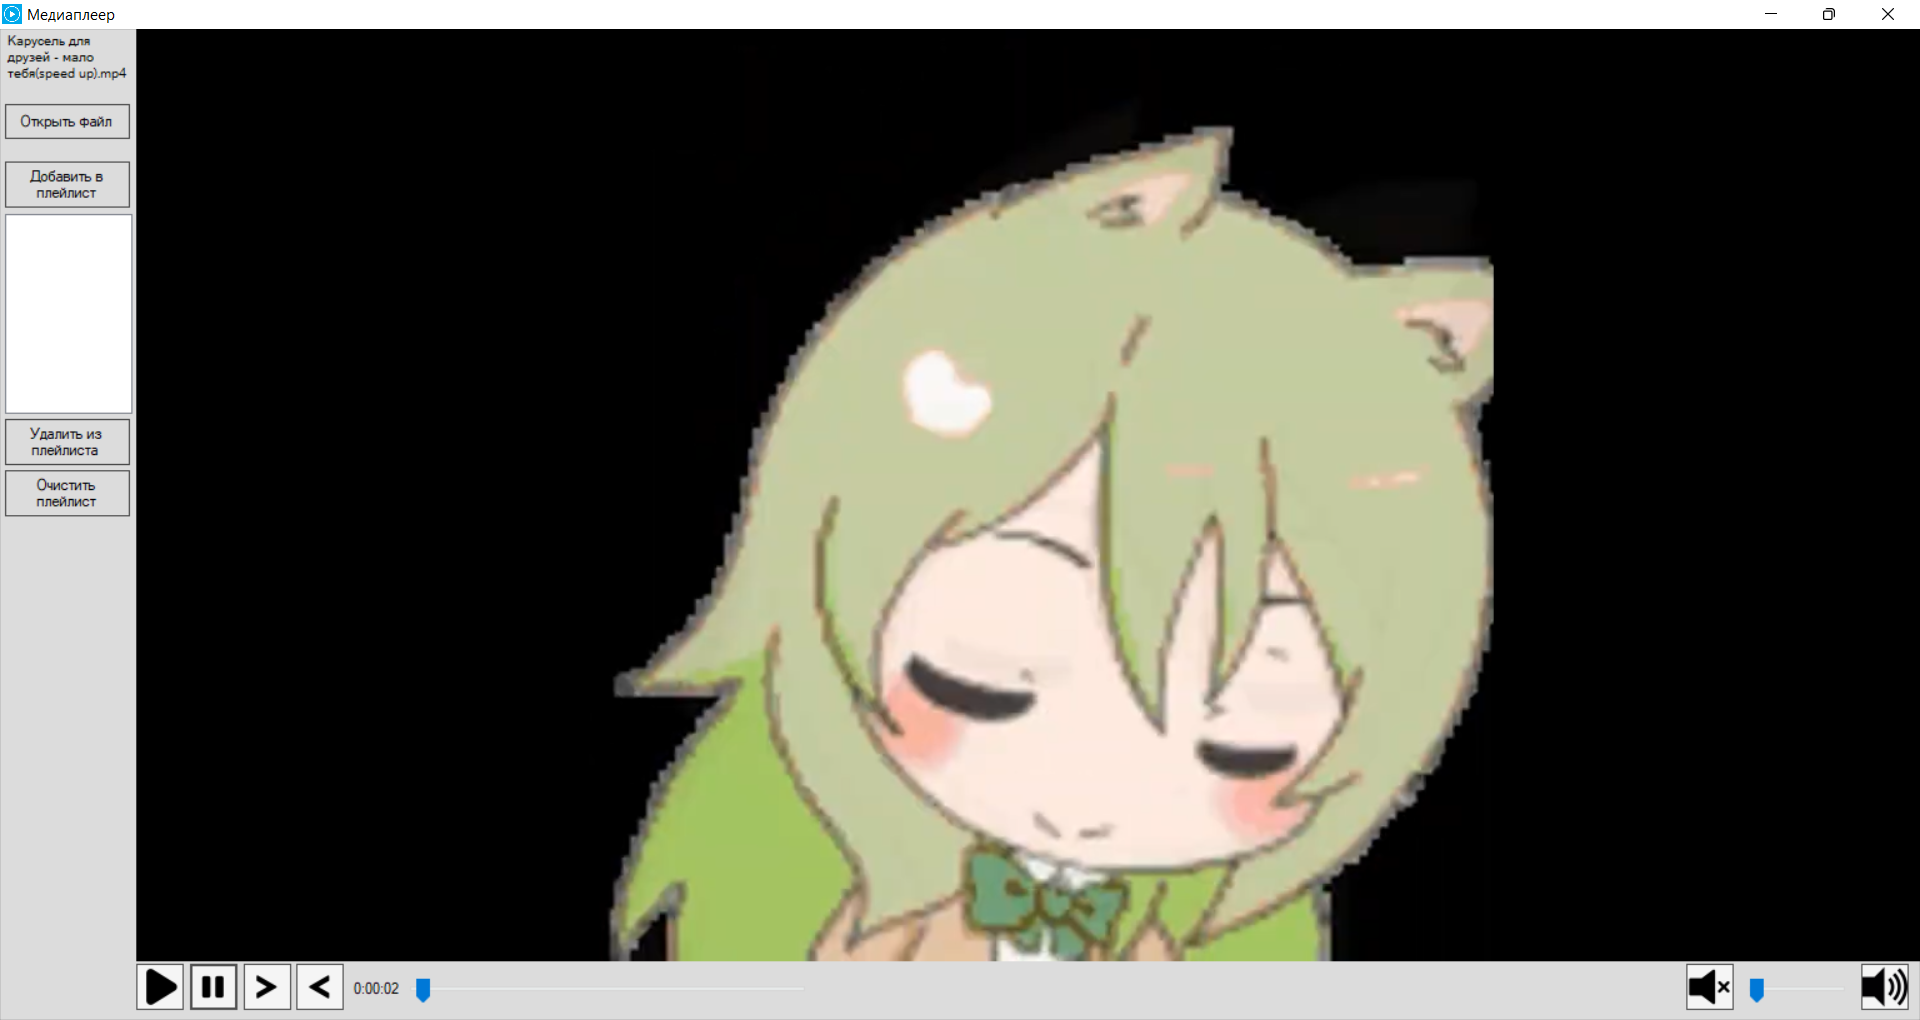 Медиаплеер
Карусель для
друзей - мало
тебя(speed up).mp4
Открыть файл
Добавить в
плейлист
Удалить из
плейлиста
Очистить
плейлист
0:00:02